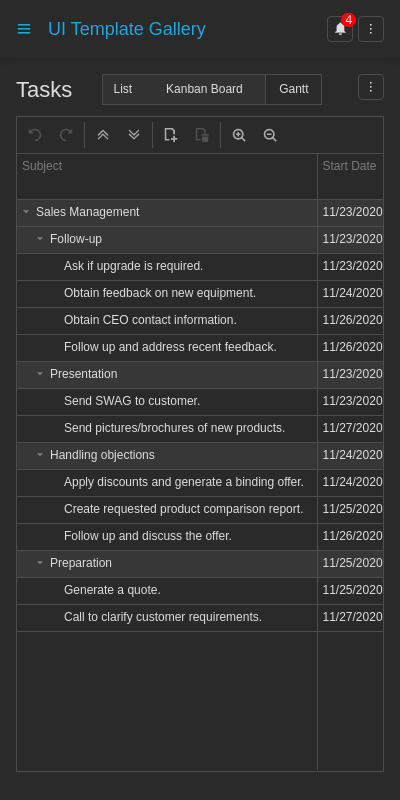 UI Template Gallery
4
Tasks
List Kanban Board Gantt
Subject Start Date
Sales Management 11/23/2020
Follow-up 11/23/2020
Ask if upgrade is required. 11/23/2020
Obtain feedback on new equipment. 11/24/2020
Obtain CEO contact information. 11/26/2020
Follow up and address recent feedback. 11/26/2020
Presentation 11/23/2020
Send SWAG to customer. 11/23/2020
Send pictures/brochures of new products. 11/27/2020
Handling objections 11/24/2020
Apply discounts and generate a binding offer. 11/24/2020
Create requested product comparison report. 11/25/2020
Follow up and discuss the offer. 11/26/2020
Preparation 11/25/2020
Generate a quote. 11/25/2020
Call to clarify customer requirements. 11/27/2020